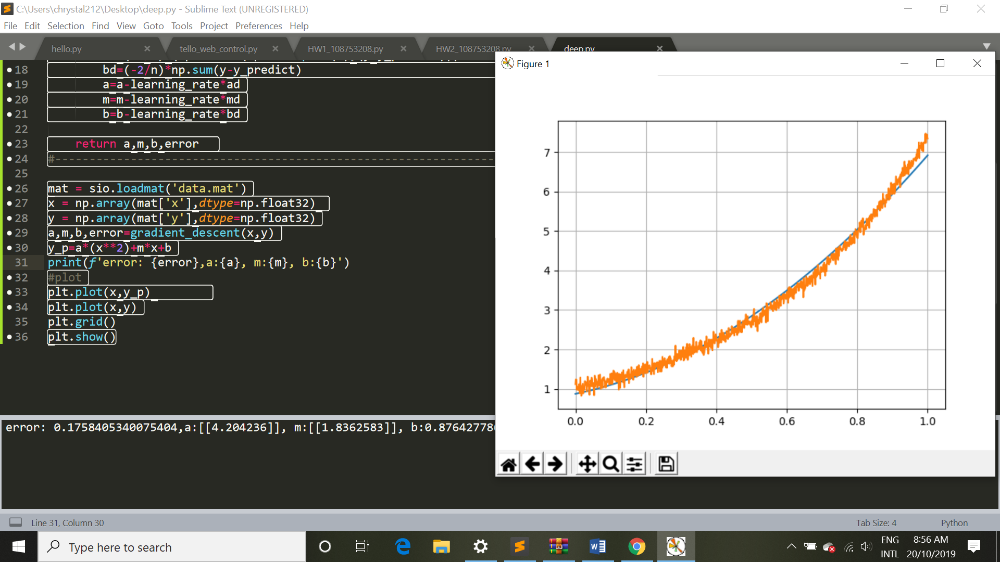 C:\Users\chrystal212\Desktop\deep.py - Sublime Text (UNREGISTERED)
File Edit Selection Find View Goto Tools Project Preferences Help
hello.py tello_web_control.py HW1_108753208.py HW2_108753208.py deep.py
18 bd=(-2/n)*np.sum(y-y_predict)
19 a=a-learning_rate*ad
20 m=m-learning_rate*md
21 b=b-learning_rate*bd
22
23 return a,m,b,error
24 #----------------------------------------------------------------
25
26 mat = sio.loadmat('data.mat')
27 x = np.array(mat['x'],dtype=np.float32)
28 y = np.array(mat['y'],dtype=np.float32)
29 a,m,b,error=gradient_descent(x,y)
30 y_p=a*(x**2)+m*x+b
31 print(f'error: {error},a:{a}, m:{m}, b:{b}')
32 #plot
33 plt.plot(x,y_p)
34 plt.plot(x,y)
35 plt.grid()
36 plt.show()
error: 0.1758405340075404,a:[[4.204236]], m:[[1.8362583]], b:0.87642778
Figure 1
7
6
5
4
3
2
1
0.0 0.2 0.4 0.6 0.8 1.0
Line 31, Column 30 Tab Size: 4 Python
Type here to search
ENG 8:56 AM
INTL 20/10/2019